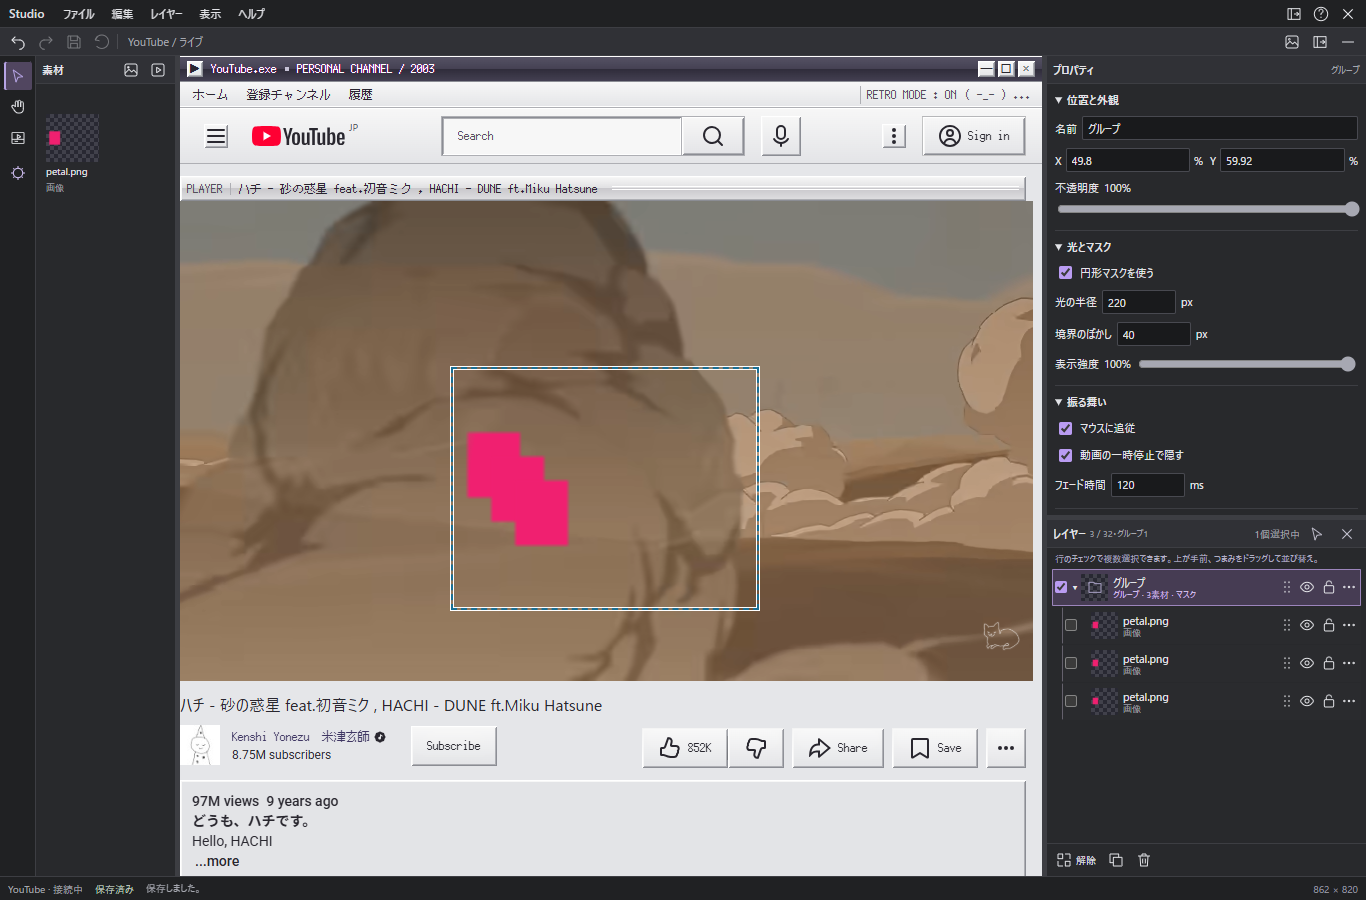 Studio ファイル 編集 レイヤー 表示 ヘルプ
YouTube / ライブ
素材
petal.png
画像
YouTube.exe ▪ PERSONAL CHANNEL / 2003
ホーム 登録チャンネル 履歴
RETRO MODE : ON ( -_- ) ...
YouTube JP
Search
Sign in
PLAYER ハチ - 砂の惑星 feat.初音ミク , HACHI - DUNE ft.Miku Hatsune
ハチ - 砂の惑星 feat.初音ミク , HACHI - DUNE ft.Miku Hatsune
Kenshi Yonezu 米津玄師
8.75M subscribers
Subscribe
852K
Share
Save
97M views 9 years ago
どうも、ハチです。
Hello, HACHI
...more
プロパティ グループ
位置と外観
名前 グループ
X 49.8 % Y 59.92 %
不透明度 100%
光とマスク
円形マスクを使う
光の半径 220 px
境界のぼかし 40 px
表示強度 100%
振る舞い
マウスに追従
動画の一時停止で隠す
フェード時間 120 ms
レイヤー 3 / 32・グループ1 1個選択中
行のチェックで複数選択できます。上が手前、つまみをドラッグして並び替え。
グループ
グループ · 3素材 · マスク
petal.png
画像
petal.png
画像
petal.png
画像
解除
YouTube · 接続中 保存済み 保存しました。
862 × 820